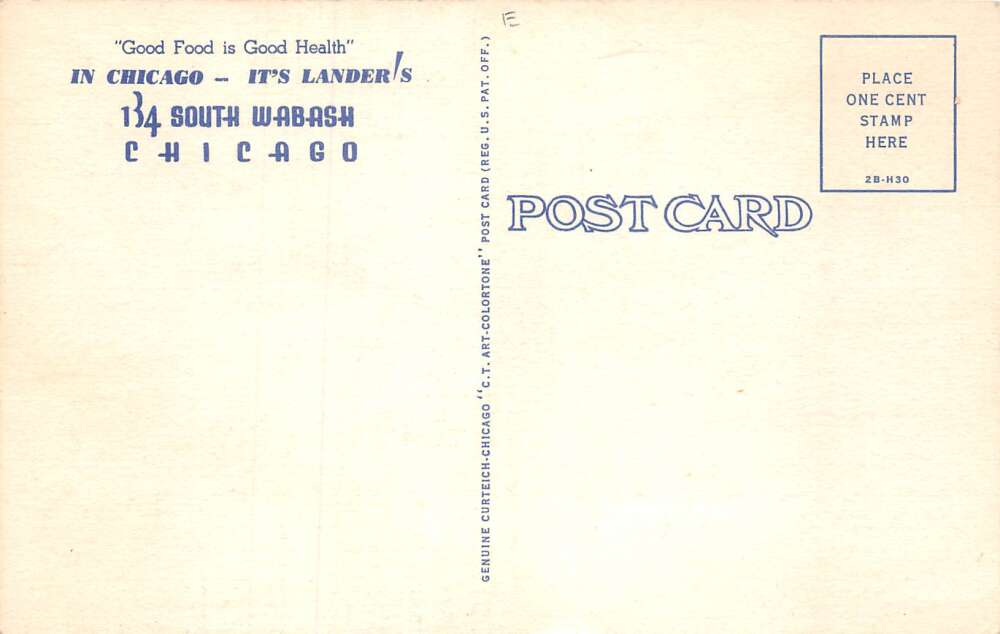 "Good Food is Good Health"
IN CHICAGO – IT'S LANDER'S
134 SOUTH WABASH
CHICAGO
GENUINE CURTEICH-CHICAGO "C.T. ART-COLORTONE" POST CARD (REG. U.S. PAT. OFF.)
E
POST CARD
PLACE
ONE CENT
STAMP
HERE
2B-H30